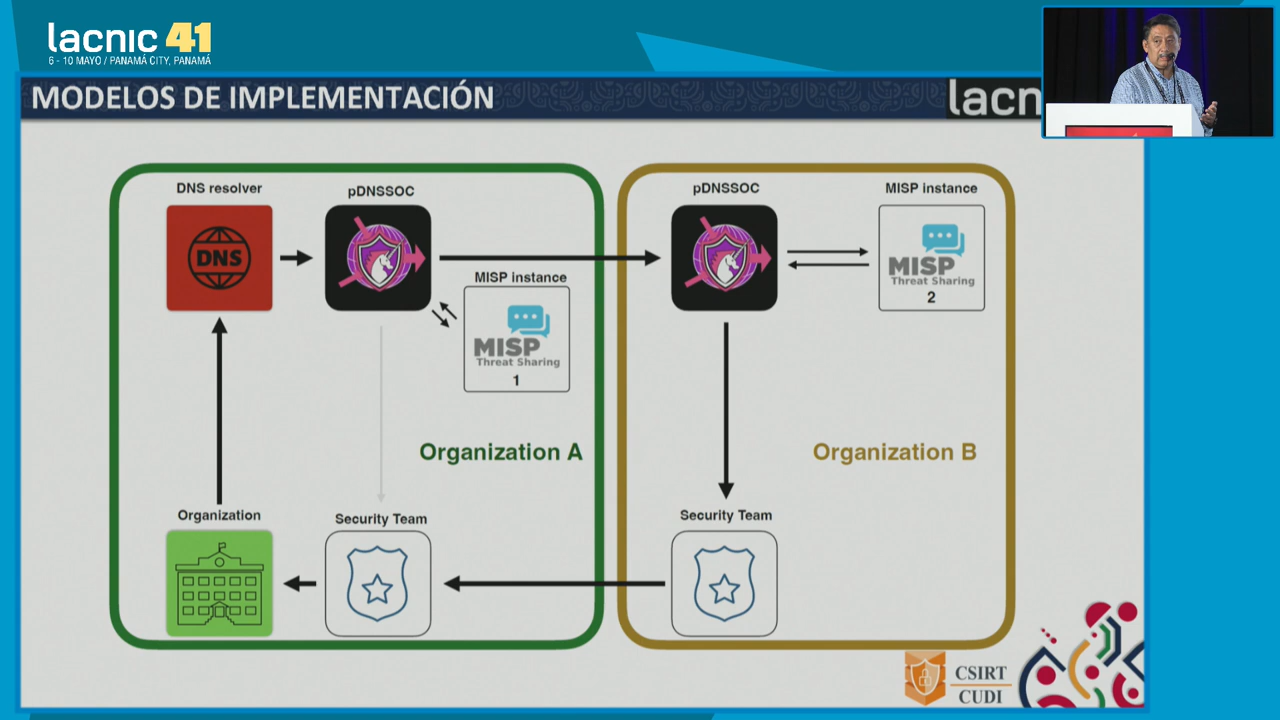 lacnic 41
6 - 10 MAYO / PANAMÁ CITY, PANAMÁ
MODELOS DE IMPLEMENTACIÓN
lacn
DNS resolver
pDNSSOC
pDNSSOC
MISP instance
DNS
MISP instance
MISP
Threat Sharing
2
MISP
Threat Sharing
1
Organization A
Organization B
Organization
Security Team
Security Team
CSIRT
CUDI